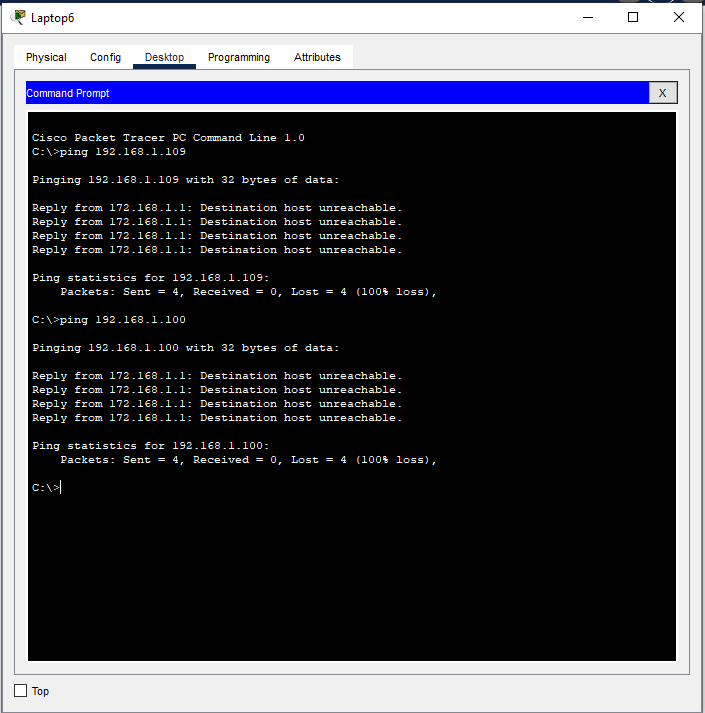 Laptop6
Physical Config Desktop Programming Attributes
Command Prompt X
Cisco Packet Tracer PC Command Line 1.0
C:\>ping 192.168.1.109
Pinging 192.168.1.109 with 32 bytes of data:
Reply from 172.168.1.1: Destination host unreachable.
Reply from 172.168.1.1: Destination host unreachable.
Reply from 172.168.1.1: Destination host unreachable.
Reply from 172.168.1.1: Destination host unreachable.
Ping statistics for 192.168.1.109:
    Packets: Sent = 4, Received = 0, Lost = 4 (100% loss),
C:\>ping 192.168.1.100
Pinging 192.168.1.100 with 32 bytes of data:
Reply from 172.168.1.1: Destination host unreachable.
Reply from 172.168.1.1: Destination host unreachable.
Reply from 172.168.1.1: Destination host unreachable.
Reply from 172.168.1.1: Destination host unreachable.
Ping statistics for 192.168.1.100:
    Packets: Sent = 4, Received = 0, Lost = 4 (100% loss),
C:\>
Top